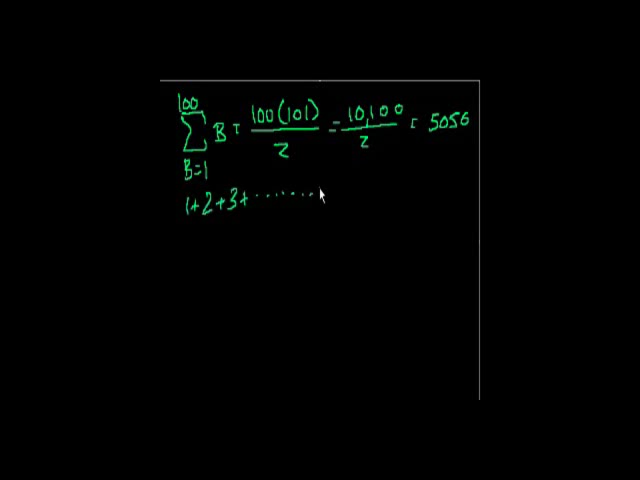 100
∑ B = 100(101)/2 = 10,100/2 = 5050
B=1
1+2+3+.......